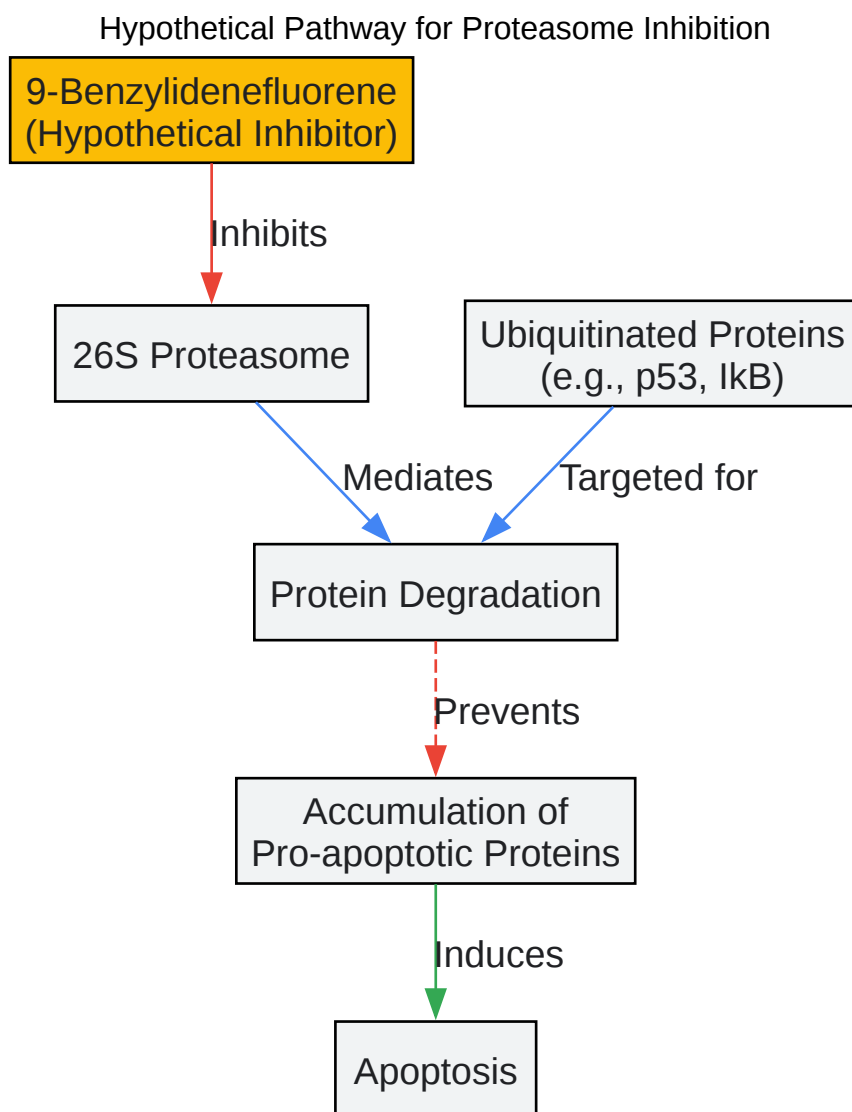 Hypothetical Pathway for Proteasome Inhibition
9-Benzylidenefluorene
(Hypothetical Inhibitor)
Inhibits
26S Proteasome
Ubiquitinated Proteins
(e.g., p53, IkB)
Mediates
Targeted for
Protein Degradation
Prevents
Accumulation of
Pro-apoptotic Proteins
Induces
Apoptosis